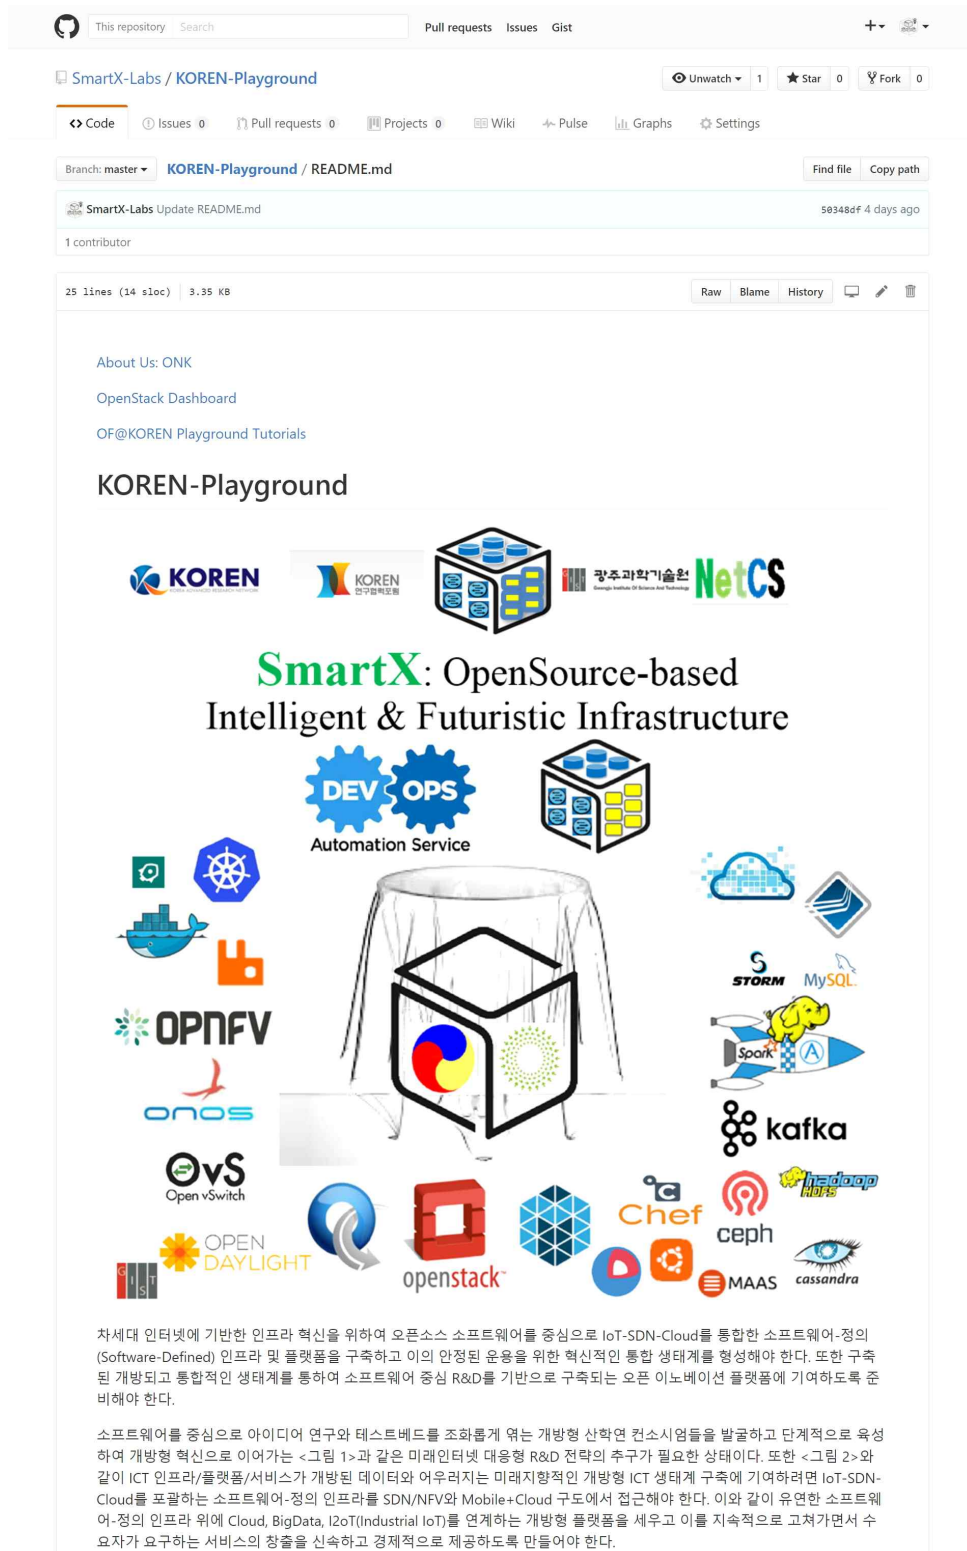 This repository Search Pull requests Issues Gist
SmartX-Labs / KOREN-Playground Unwatch 1 Star 0 Fork 0
Code Issues 0 Pull requests 0 Projects 0 Wiki Pulse Graphs Settings
Branch: master KOREN-Playground / README.md Find file Copy path
SmartX-Labs Update README.md 50348df 4 days ago
1 contributor
25 lines (14 sloc) 3.35 KB Raw Blame History
About Us: ONK
OpenStack Dashboard
OF@KOREN Playground Tutorials
KOREN-Playground
KOREN
KOREA ADVANCED RESEARCH NETWORK
KOREN
연구협력포럼
광주과학기술원
Gwangju Institute Of Science And Technology
NetCS
SmartX: OpenSource-based
Intelligent & Futuristic Infrastructure
DEV OPS
Automation Service
STORM MySQL
OPNFV
Spark A
onos
kafka
OvS
Open vSwitch
hadoop
HDFS
Chef
ceph
OPEN
DAYLIGHT
openstack
GIST
MAAS
cassandra
차세대 인터넷에 기반한 인프라 혁신을 위하여 오픈소스 소프트웨어를 중심으로 IoT-SDN-Cloud를 통합한 소프트웨어-정의
(Software-Defined) 인프라 및 플랫폼을 구축하고 이의 안정된 운용을 위한 혁신적인 통합 생태계를 형성해야 한다. 또한 구축
된 개방되고 통합적인 생태계를 통하여 소프트웨어 중심 R&D를 기반으로 구축되는 오픈 이노베이션 플랫폼에 기여하도록 준
비해야 한다.
소프트웨어를 중심으로 아이디어 연구와 테스트베드를 조화롭게 엮는 개방형 산학연 컨소시엄들을 발굴하고 단계적으로 육성
하여 개방형 혁신으로 이어가는 <그림 1>과 같은 미래인터넷 대응형 R&D 전략의 추구가 필요한 상태이다. 또한 <그림 2>와
같이 ICT 인프라/플랫폼/서비스가 개방된 데이터와 어우러지는 미래지향적인 개방형 ICT 생태계 구축에 기여하려면 IoT-SDN-
Cloud를 포괄하는 소프트웨어-정의 인프라를 SDN/NFV와 Mobile+Cloud 구도에서 접근해야 한다. 이와 같이 유연한 소프트웨
어-정의 인프라 위에 Cloud, BigData, I2oT(Industrial IoT)를 연계하는 개방형 플랫폼을 세우고 이를 지속적으로 고쳐가면서 수
요자가 요구하는 서비스의 창출을 신속하고 경제적으로 제공하도록 만들어야 한다.